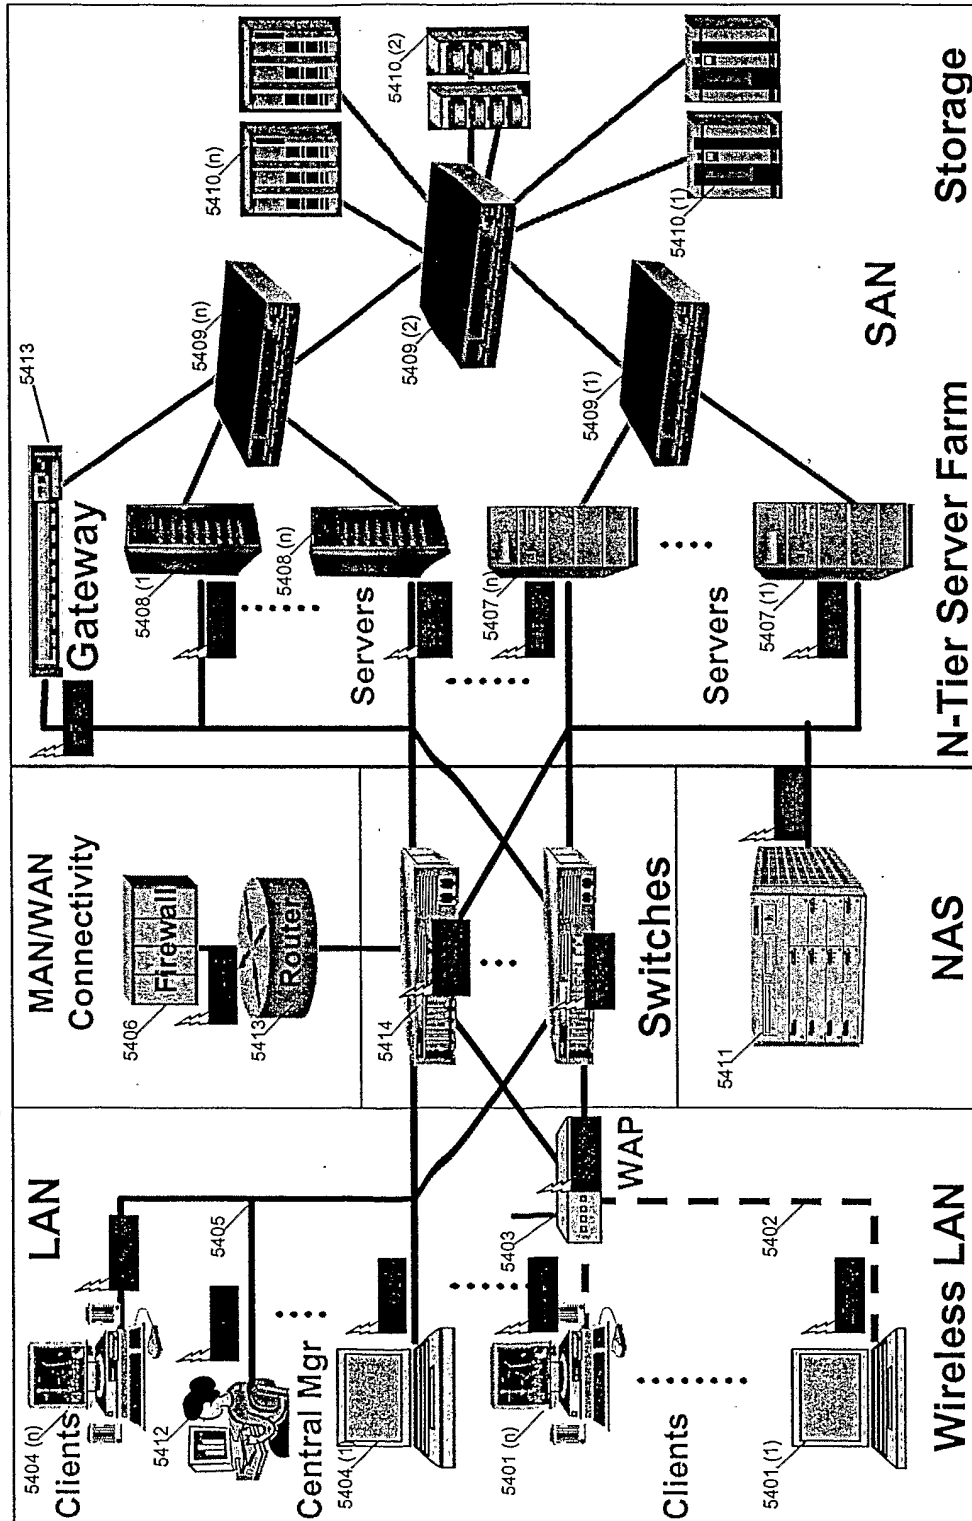 LAN
5404 (n)
Clients
5405
5412
Central Mgr
5404 (1)
5403
WAP
5401 (n)
Clients
5402
5401 (1)
Wireless LAN
MAN/WAN
Connectivity
5406
Firewall
5413
Router
5414
Switches
5411
NAS
5413
Gateway
5408 (1)
5408 (n)
Servers
5407 (n)
Servers
5407 (1)
N-Tier Server Farm
5409 (n)
5409 (2)
5409 (1)
SAN
5410 (n)
5410 (2)
5410 (1)
Storage